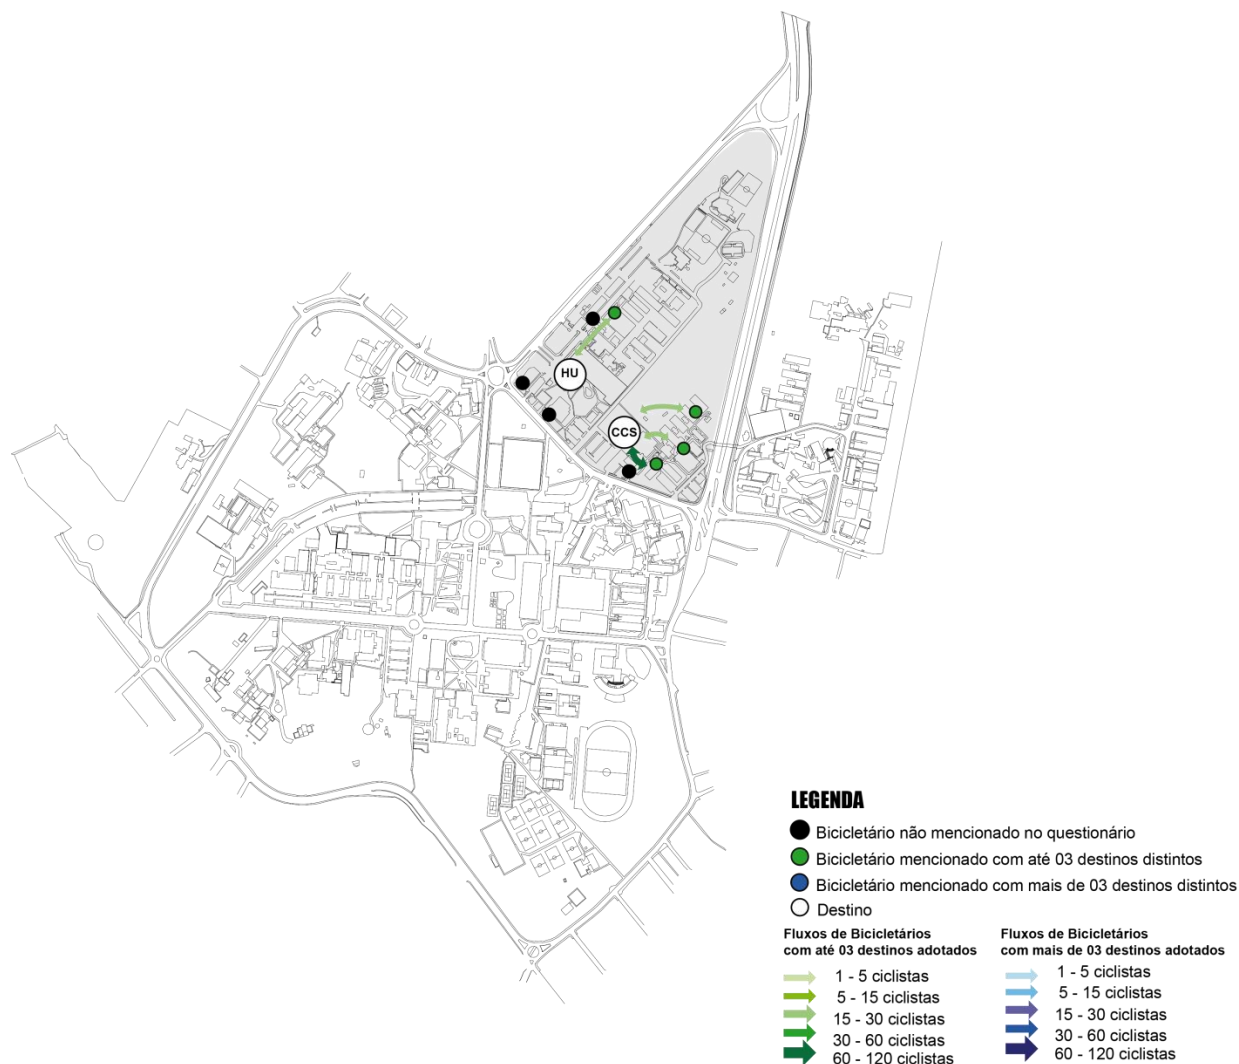 HU
CCS
LEGENDA
Bicicletário não mencionado no questionário
Bicicletário mencionado com até 03 destinos distintos
Bicicletário mencionado com mais de 03 destinos distintos
Destino
Fluxos de Bicicletários
com até 03 destinos adotados
1 - 5 ciclistas
5 - 15 ciclistas
15 - 30 ciclistas
30 - 60 ciclistas
60 - 120 ciclistas
Fluxos de Bicicletários
com mais de 03 destinos adotados
1 - 5 ciclistas
5 - 15 ciclistas
15 - 30 ciclistas
30 - 60 ciclistas
60 - 120 ciclistas